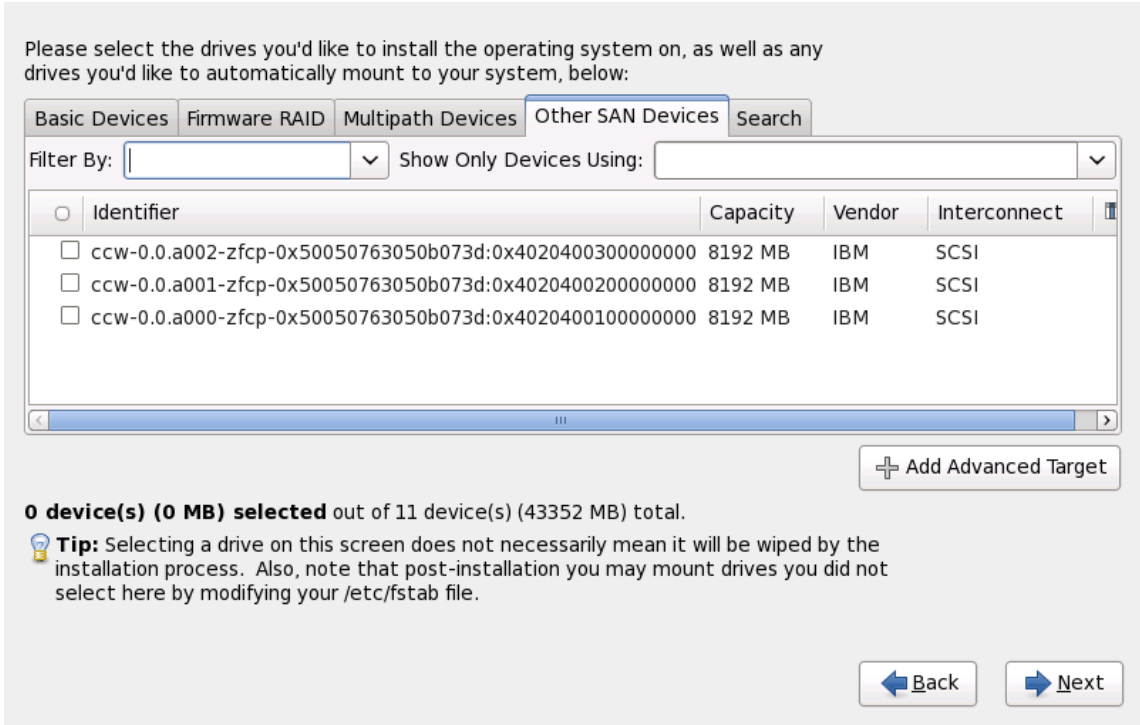 Please select the drives you'd like to install the operating system on, as well as any
drives you'd like to automatically mount to your system, below:
Basic Devices Firmware RAID Multipath Devices Other SAN Devices Search
Filter By: Show Only Devices Using:
Identifier Capacity Vendor Interconnect
ccw-0.0.a002-zfcp-0x50050763050b073d:0x4020400300000000 8192 MB IBM SCSI
ccw-0.0.a001-zfcp-0x50050763050b073d:0x4020400200000000 8192 MB IBM SCSI
ccw-0.0.a000-zfcp-0x50050763050b073d:0x4020400100000000 8192 MB IBM SCSI
Add Advanced Target
0 device(s) (0 MB) selected out of 11 device(s) (43352 MB) total.
Tip: Selecting a drive on this screen does not necessarily mean it will be wiped by the
installation process. Also, note that post-installation you may mount drives you did not
select here by modifying your /etc/fstab file.
Back Next